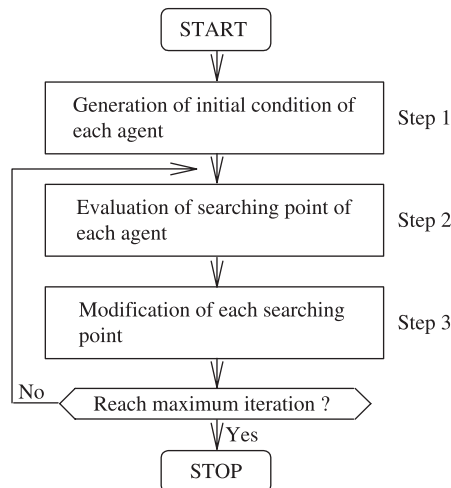 START
Generation of initial condition of
each agent
Step 1
Evaluation of searching point of
each agent
Step 2
Modification of each searching
point
Step 3
No
Reach maximum iteration ?
Yes
STOP